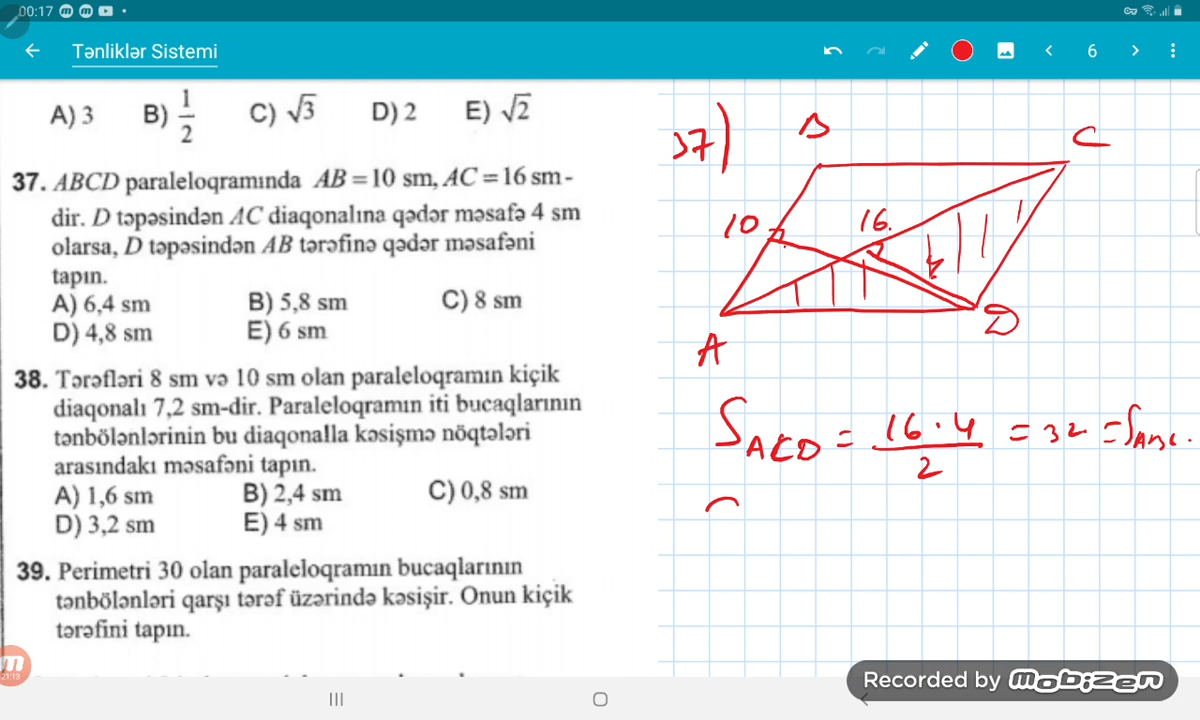 00:17
Tənliklər Sistemi
6
A) 3 B) 1/2 C) √3 D) 2 E) √2
37. ABCD paraleloqramında AB = 10 sm, AC = 16 sm-
dir. D təpəsindən AC diaqonalına qədər məsafə 4 sm
olarsa, D təpəsindən AB tərəfinə qədər məsafəni
tapın.
A) 6,4 sm B) 5,8 sm C) 8 sm
D) 4,8 sm E) 6 sm
38. Tərəfləri 8 sm və 10 sm olan paraleloqramın kiçik
diaqonalı 7,2 sm-dir. Paraleloqramın iti bucaqlarının
tənbölənlərinin bu diaqonalla kəsişmə nöqtələri
arasındakı məsafəni tapın.
A) 1,6 sm B) 2,4 sm C) 0,8 sm
D) 3,2 sm E) 4 sm
39. Perimetri 30 olan paraleloqramın bucaqlarının
tənbölənləri qarşı tərəf üzərində kəsişir. Onun kiçik
tərəfini tapın.
37)
B C
10 16. 4
A D
S ACD = 16·4/2 = 32 = S ABC.
m
21:13
Recorded by mobizen